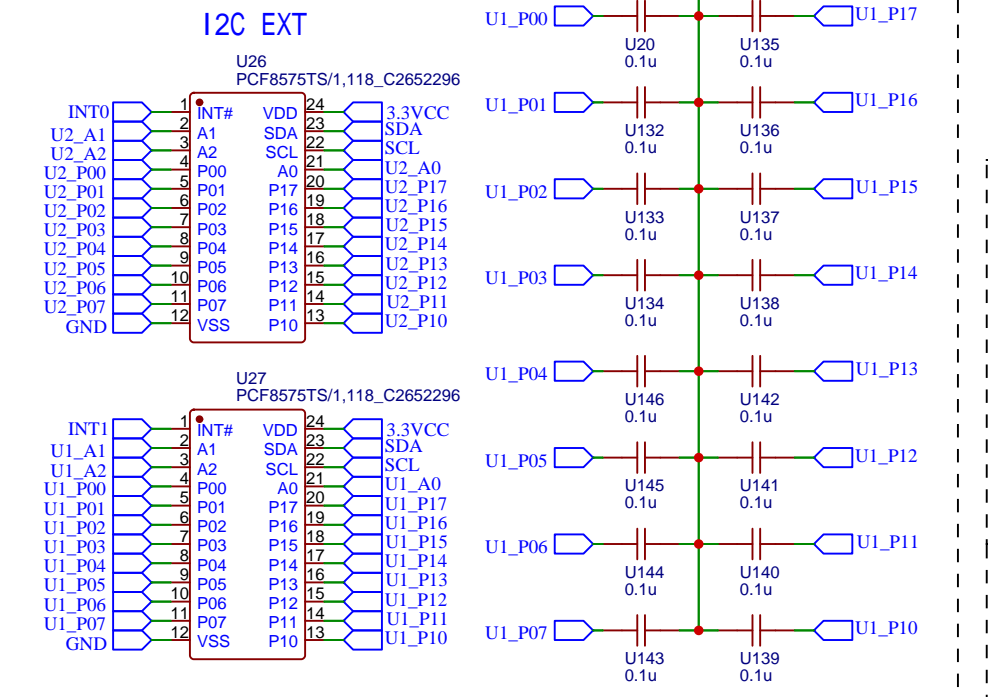 I2C EXT
U26
PCF8575TS/1,118_C2652296
INT0 1 INT# VDD 24 3.3VCC
U2_A1 2 A1 SDA 23 SDA
U2_A2 3 A2 SCL 22 SCL
U2_P00 4 P00 A0 21 U2_A0
U2_P01 5 P01 P17 20 U2_P17
U2_P02 6 P02 P16 19 U2_P16
U2_P03 7 P03 P15 18 U2_P15
U2_P04 8 P04 P14 17 U2_P14
U2_P05 9 P05 P13 16 U2_P13
U2_P06 10 P06 P12 15 U2_P12
U2_P07 11 P07 P11 14 U2_P11
GND 12 VSS P10 13 U2_P10
U27
PCF8575TS/1,118_C2652296
INT1 1 INT# VDD 24 3.3VCC
U1_A1 2 A1 SDA 23 SDA
U1_A2 3 A2 SCL 22 SCL
U1_P00 4 P00 A0 21 U1_A0
U1_P01 5 P01 P17 20 U1_P17
U1_P02 6 P02 P16 19 U1_P16
U1_P03 7 P03 P15 18 U1_P15
U1_P04 8 P04 P14 17 U1_P14
U1_P05 9 P05 P13 16 U1_P13
U1_P06 10 P06 P12 15 U1_P12
U1_P07 11 P07 P11 14 U1_P11
GND 12 VSS P10 13 U1_P10
U1_P00 U1_P17
U20 U135
0.1u 0.1u
U1_P01 U1_P16
U132 U136
0.1u 0.1u
U1_P02 U1_P15
U133 U137
0.1u 0.1u
U1_P03 U1_P14
U134 U138
0.1u 0.1u
U1_P04 U1_P13
U146 U142
0.1u 0.1u
U1_P05 U1_P12
U145 U141
0.1u 0.1u
U1_P06 U1_P11
U144 U140
0.1u 0.1u
U1_P07 U1_P10
U143 U139
0.1u 0.1u